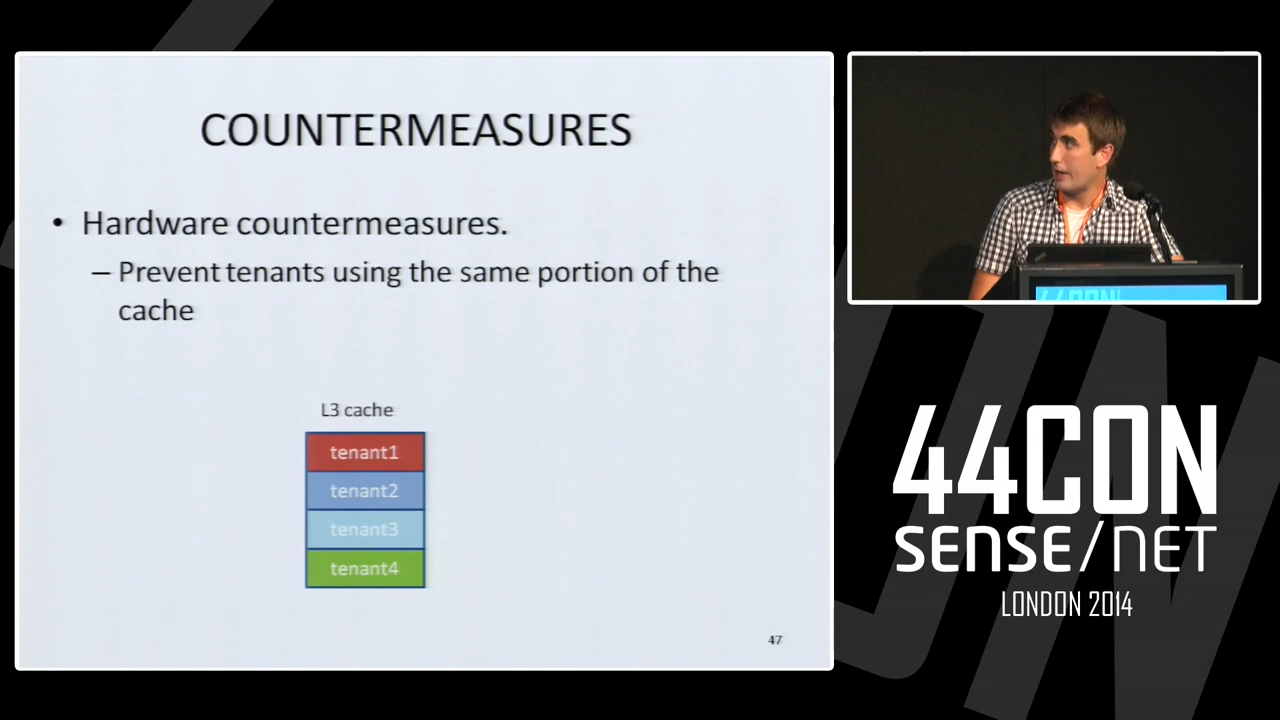 COUNTERMEASURES
• Hardware countermeasures.
– Prevent tenants using the same portion of the
cache
L3 cache
tenant1
tenant2
tenant3
tenant4
47
44CON
44CON
SENSE/NET
LONDON 2014